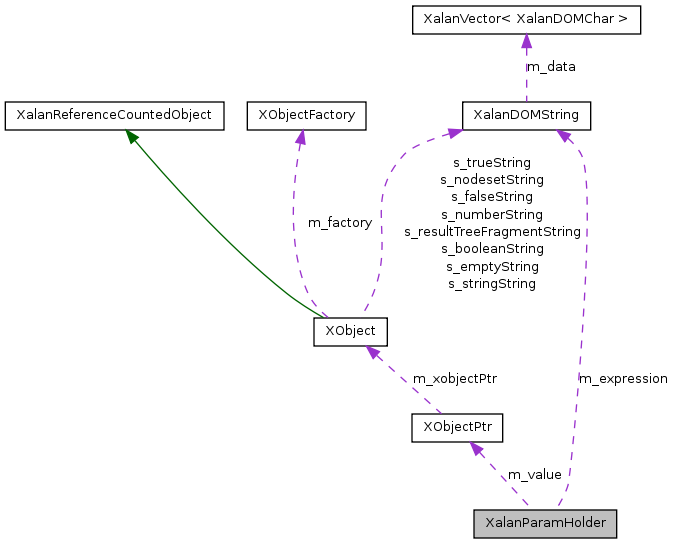 XalanVector< XalanDOMChar >
m_data
XalanReferenceCountedObject
XObjectFactory
XalanDOMString
s_trueString
s_nodesetString
s_falseString
s_numberString
s_resultTreeFragmentString
s_booleanString
s_emptyString
s_stringString
m_factory
XObject
m_xobjectPtr
m_expression
XObjectPtr
m_value
XalanParamHolder